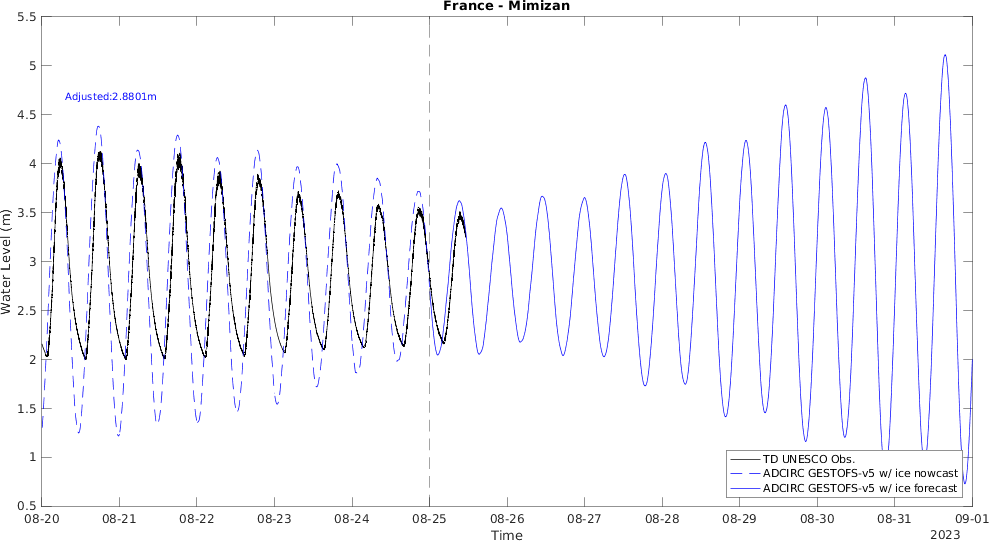 France - Mimizan
Adjusted:2.8801m
Water Level (m)
5.5
5
4.5
4
3.5
3
2.5
2
1.5
1
0.5
TD UNESCO Obs.
ADCIRC GESTOFS-v5 w/ ice nowcast
ADCIRC GESTOFS-v5 w/ ice forecast
08-20 08-21 08-22 08-23 08-24 08-25 08-26 08-27 08-28 08-29 08-30 08-31 09-01
Time
2023